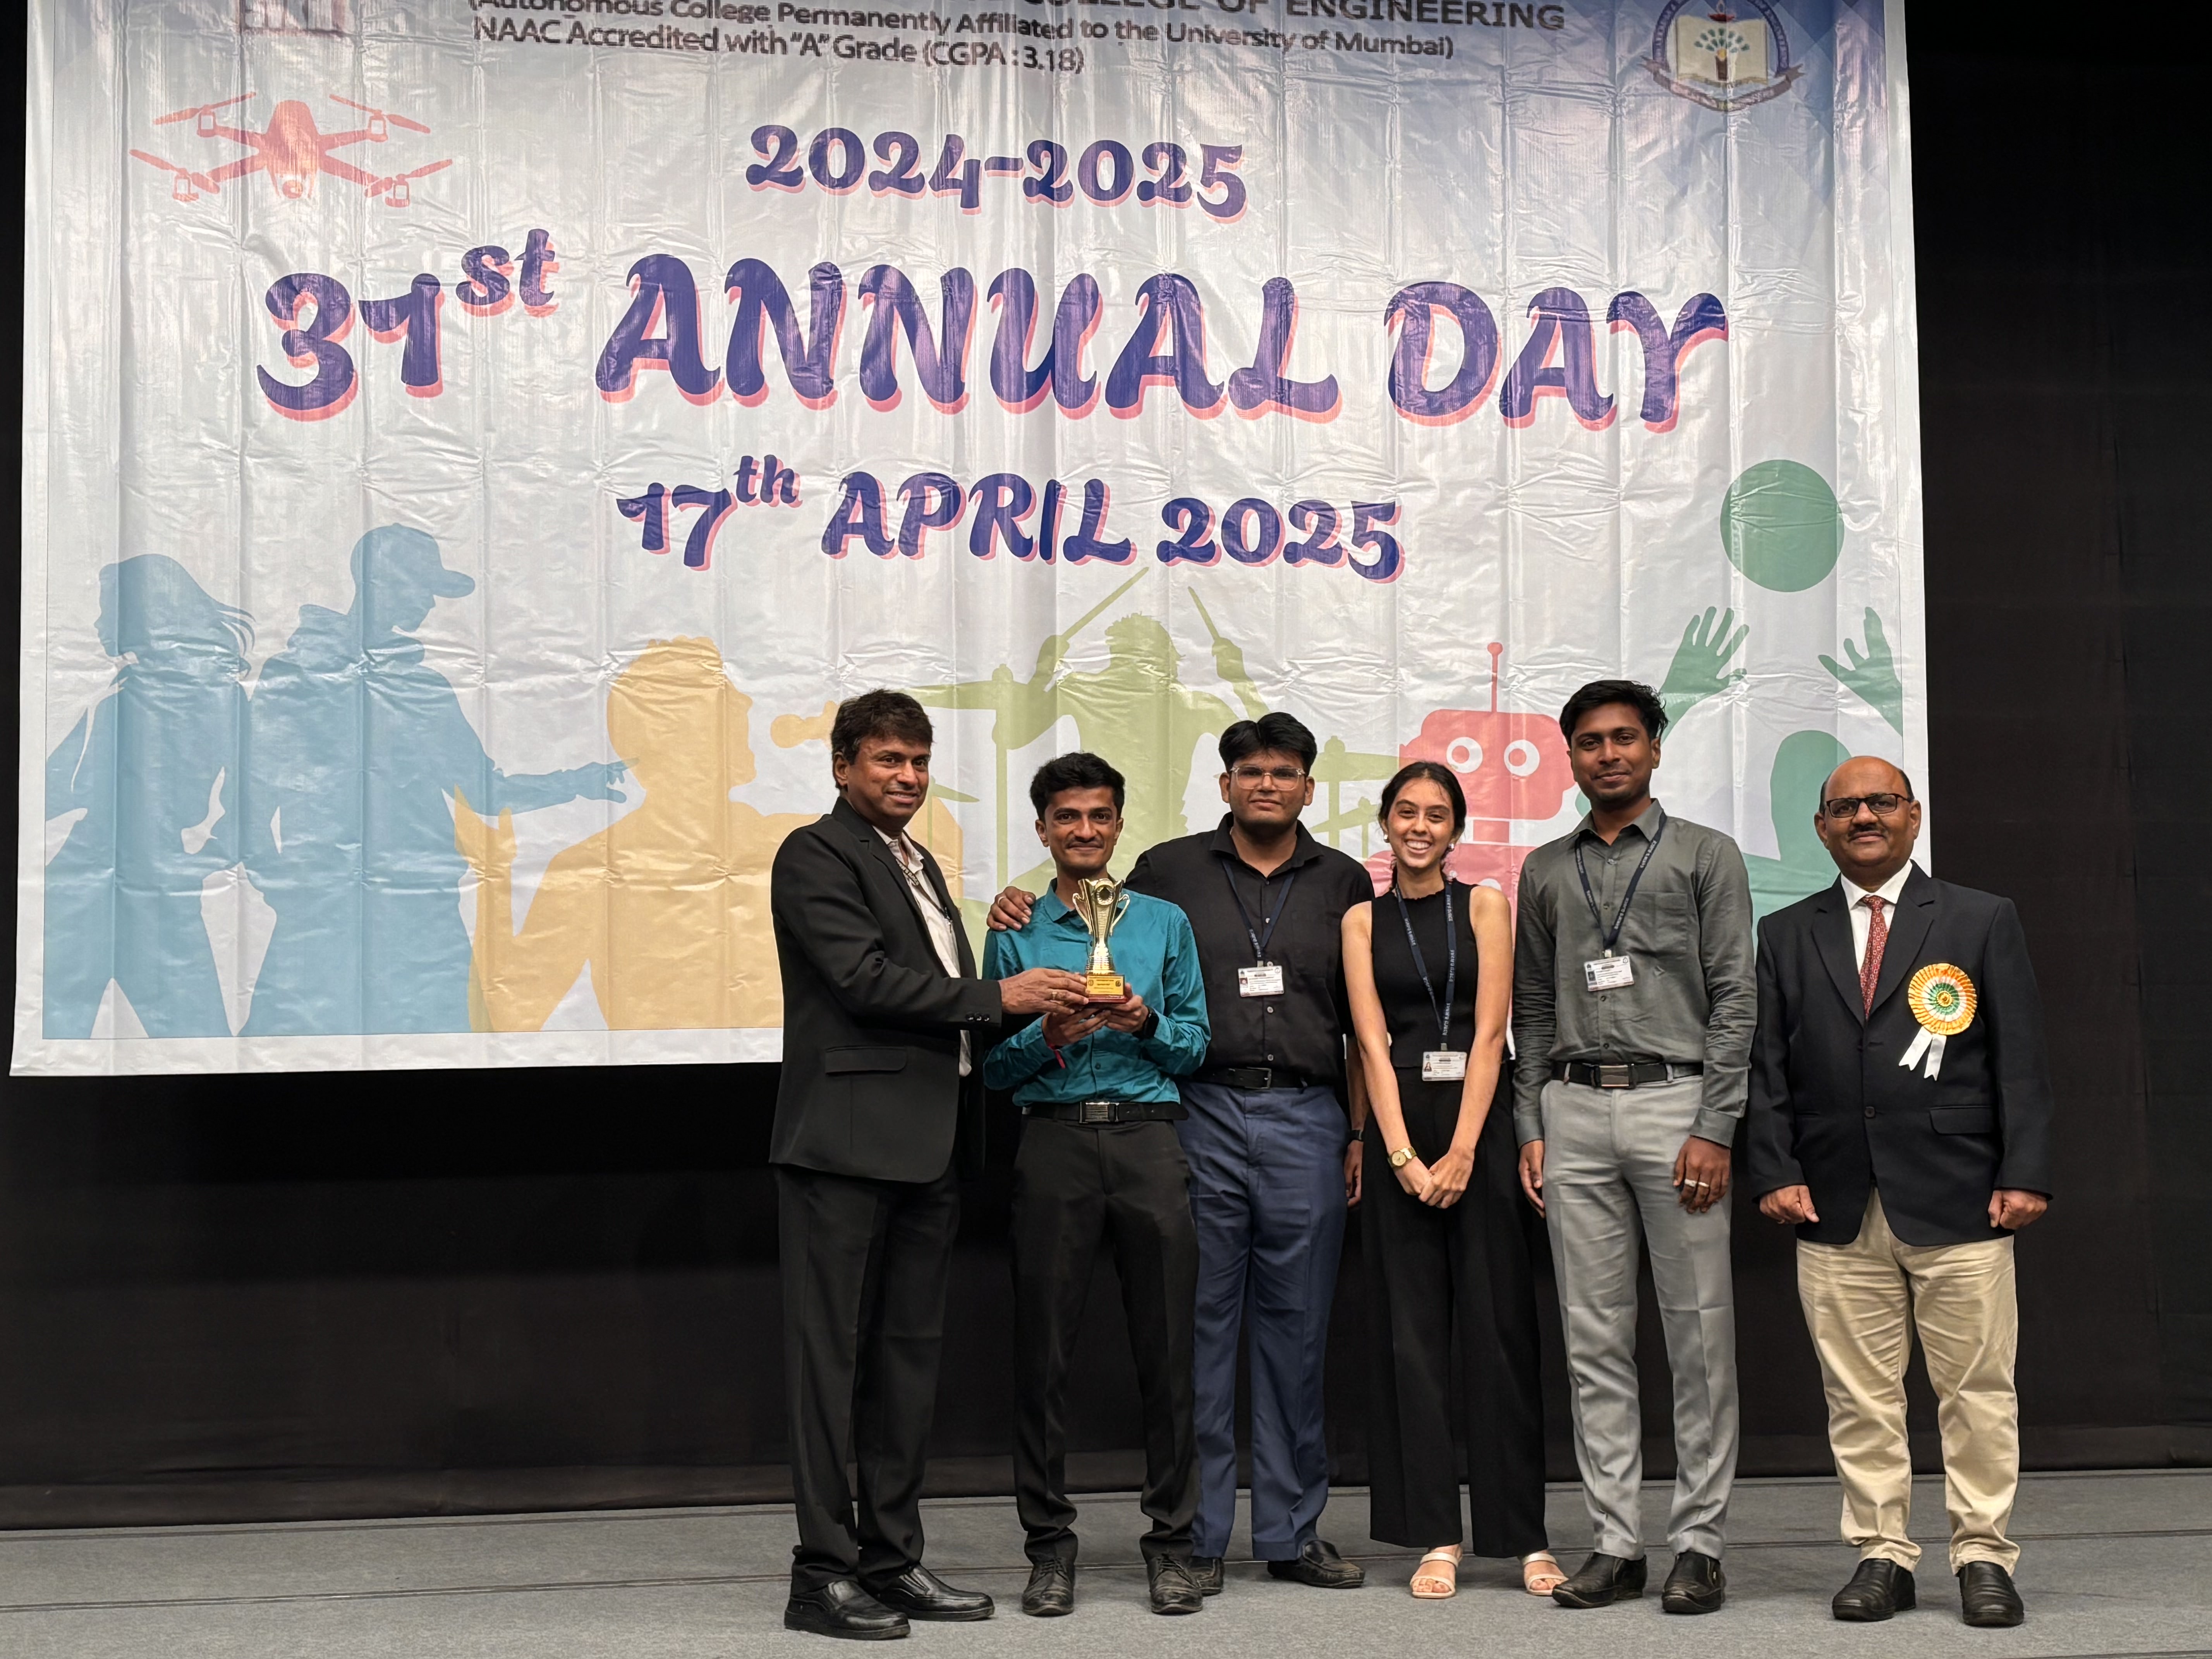 COLLEGE OF ENGINEERING
(Autonomous College Permanently Affiliated to the University of Mumbai)
NAAC Accredited with "A" Grade (CGPA : 3.18)
2024-2025
31st ANNUAL DAY
17th APRIL 2025